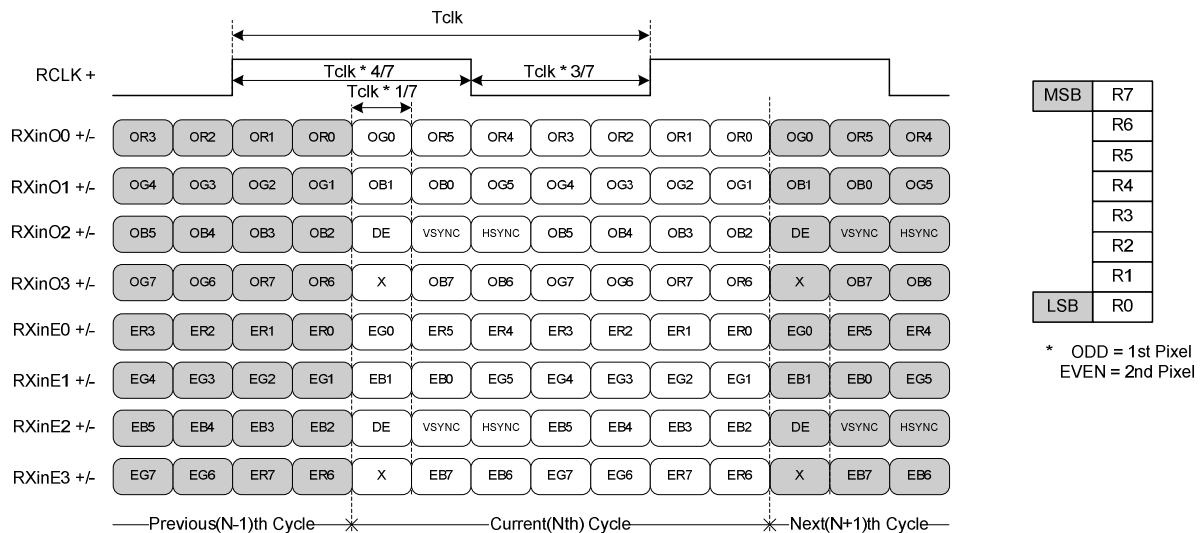 Tclk
RCLK +
Tclk * 4/7
Tclk * 3/7
Tclk * 1/7
RXinO0 +/- OR3 OR2 OR1 OR0 OG0 OR5 OR4 OR3 OR2 OR1 OR0 OG0 OR5 OR4
RXinO1 +/- OG4 OG3 OG2 OG1 OB1 OB0 OG5 OG4 OG3 OG2 OG1 OB1 OB0 OG5
RXinO2 +/- OB5 OB4 OB3 OB2 DE VSYNC HSYNC OB5 OB4 OB3 OB2 DE VSYNC HSYNC
RXinO3 +/- OG7 OG6 OR7 OR6 X OB7 OB6 OG7 OG6 OR7 OR6 X OB7 OB6
RXinE0 +/- ER3 ER2 ER1 ER0 EG0 ER5 ER4 ER3 ER2 ER1 ER0 EG0 ER5 ER4
RXinE1 +/- EG4 EG3 EG2 EG1 EB1 EB0 EG5 EG4 EG3 EG2 EG1 EB1 EB0 EG5
RXinE2 +/- EB5 EB4 EB3 EB2 DE VSYNC HSYNC EB5 EB4 EB3 EB2 DE VSYNC HSYNC
RXinE3 +/- EG7 EG6 ER7 ER6 X EB7 EB6 EG7 EG6 ER7 ER6 X EB7 EB6
Previous(N-1)th Cycle Current(Nth) Cycle Next(N+1)th Cycle
MSB R7
R6
R5
R4
R3
R2
R1
LSB R0
* ODD = 1st Pixel
EVEN = 2nd Pixel